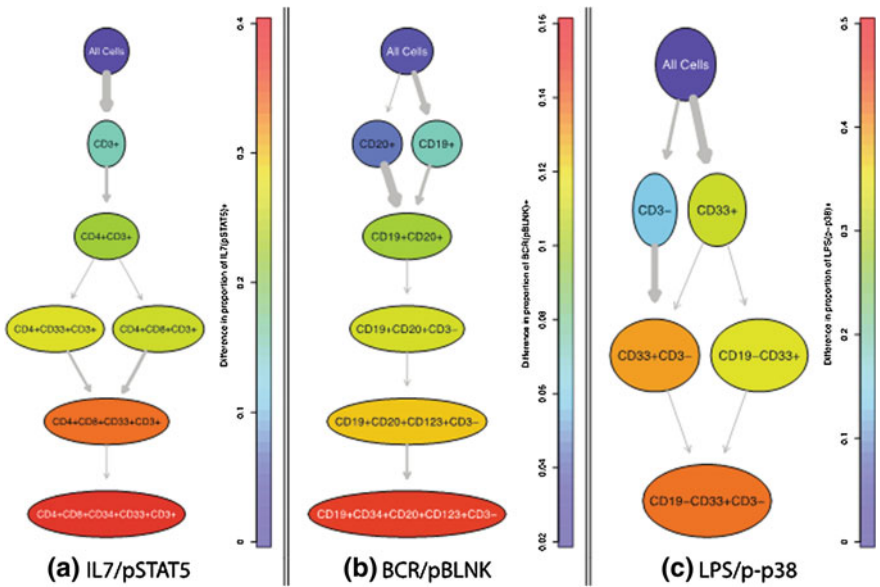 All Cells
CD3+
CD4+CD3+
CD4+CD33+CD3+
CD4+CD8+CD3+
CD4+CD8+CD33+CD3+
CD4+CD8+CD34+CD33+CD3+
0.4
0.3
0.2
0.1
0
Difference in proportion of IL7(pSTAT5)+
(a) IL7/pSTAT5
All Cells
CD20+
CD19+
CD19+CD20+
CD19+CD20+CD3−
CD19+CD20+CD123+CD3−
CD19+CD34+CD20+CD123+CD3−
0.16
0.14
0.12
0.1
0.08
0.06
0.04
0.02
Difference in proportion of BCR(pBLNK)+
(b) BCR/pBLNK
All Cells
CD3−
CD33+
CD33+CD3−
CD19−CD33+
CD19−CD33+CD3−
0.5
0.4
0.3
0.2
0.1
0
Difference in proportion of LPS(p−p38)+
(c) LPS/p-p38